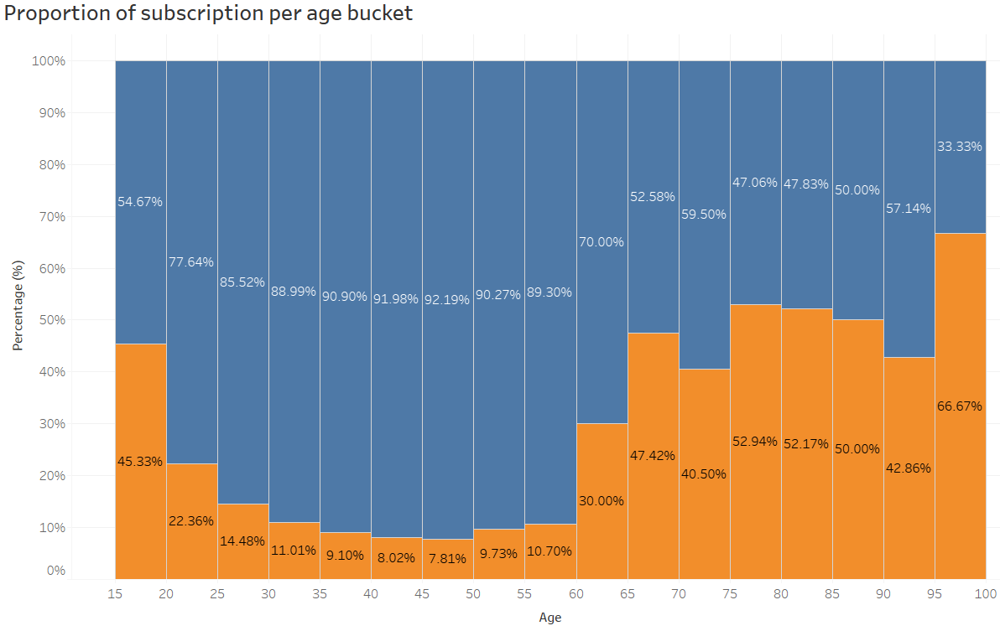 Proportion of subscription per age bucket
Percentage (%)
100%
90%
80%
70%
60%
50%
40%
30%
20%
10%
0%
54.67% 77.64% 85.52% 88.99% 90.90% 91.98% 92.19% 90.27% 89.30% 70.00% 52.58% 59.50% 47.06% 47.83% 50.00% 57.14% 33.33%
45.33% 22.36% 14.48% 11.01% 9.10% 8.02% 7.81% 9.73% 10.70% 30.00% 47.42% 40.50% 52.94% 52.17% 50.00% 42.86% 66.67%
15 20 25 30 35 40 45 50 55 60 65 70 75 80 85 90 95 100
Age